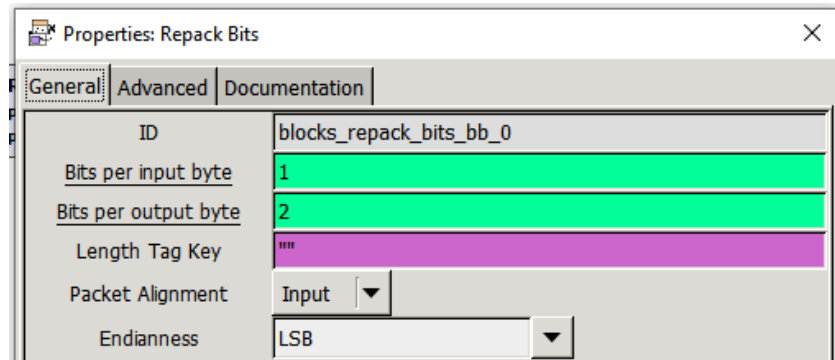 Properties: Repack Bits
General Advanced Documentation
ID blocks_repack_bits_bb_0
Bits per input byte 1
Bits per output byte 2
Length Tag Key ""
Packet Alignment Input
Endianness LSB